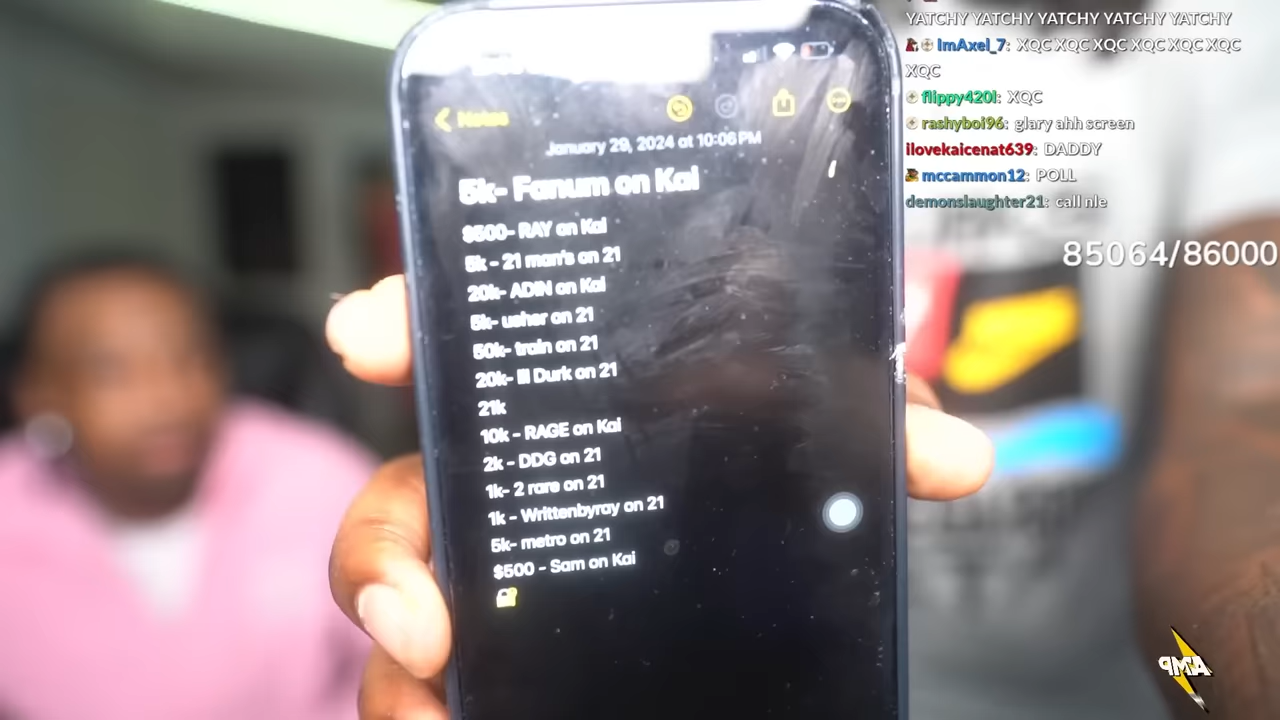 Notes
January 29, 2024 at 10:06 PM
5k- Fanum on Kai
$500- RAY on Kai
5k - 21 man's on 21
20k- ADIN on Kai
5k- usher on 21
50k- train on 21
20k- lil Durk on 21
21k
10k - RAGE on Kai
2k - DDG on 21
1k- 2 rare on 21
1k - Writtenbyray on 21
5k- metro on 21
$500 - Sam on Kai
YATCHY YATCHY YATCHY YATCHY YATCHY
ImAxel_7: XQC XQC XQC XQC XQC XQC
XQC
flippy420l: XQC
rashyboi96: glary ahh screen
ilovekaicenat639: DADDY
mccammon12: POLL
demonslaughter21: call nle
85064/86000
AMP